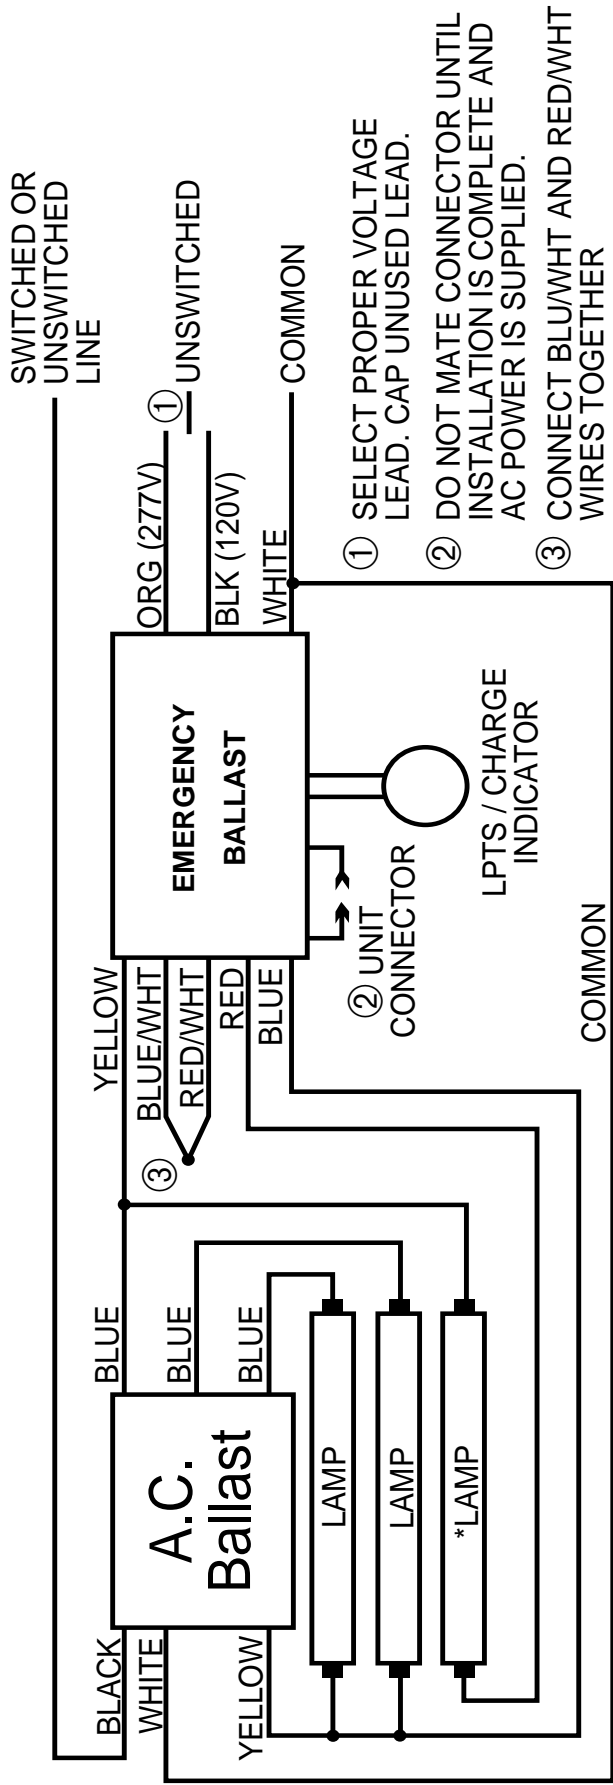 SWITCHED OR
UNSWITCHED
LINE
BLACK
WHITE
YELLOW
A.C.
Ballast
BLUE
BLUE
BLUE
LAMP
LAMP
*LAMP
③
YELLOW
BLUE/WHT
RED/WHT
RED
BLUE
EMERGENCY
BALLAST
② UNIT
CONNECTOR
LPTS / CHARGE
INDICATOR
ORG (277V)
BLK (120V)
WHITE
①
UNSWITCHED
COMMON
COMMON
① SELECT PROPER VOLTAGE
LEAD. CAP UNUSED LEAD.
② DO NOT MATE CONNECTOR UNTIL
INSTALLATION IS COMPLETE AND
AC POWER IS SUPPLIED.
③ CONNECT BLU/WHT AND RED/WHT
WIRES TOGETHER